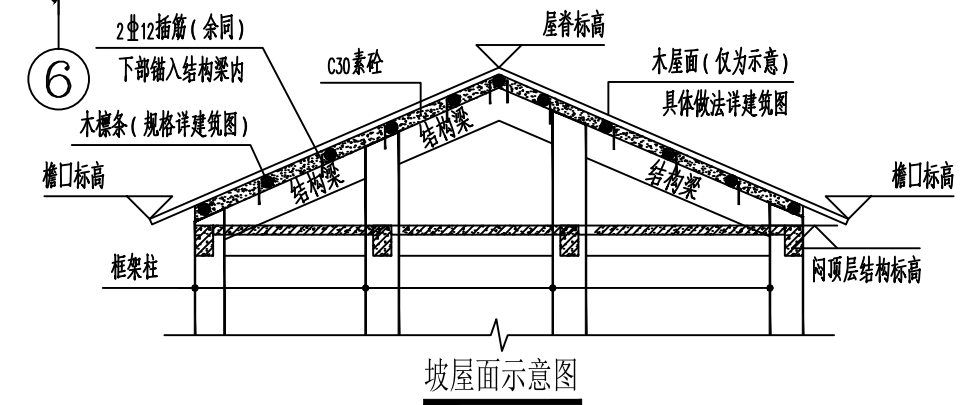 屋脊标高
2⌀12插筋(余同)
下部锚入结构梁内
C30素砼
木屋面(仅为示意)
具体做法详建筑图
6
木檩条(规格详建筑图)
结构梁
结构梁
结构梁
檐口标高
檐口标高
框架柱
闷顶层结构标高
坡屋面示意图